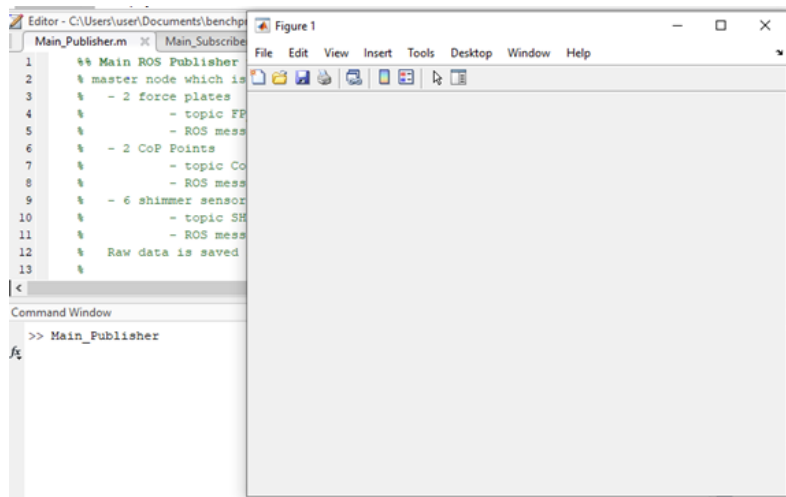 Editor - C:\Users\user\Documents\benchpr
Main_Publisher.m Main_Subscribe
1 %% Main ROS Publisher
2 % master node which is
3 % - 2 force plates
4 % - topic FP
5 % - ROS mess
6 % - 2 CoP Points
7 % - topic Co
8 % - ROS mess
9 % - 6 shimmer sensor
10 % - topic SH
11 % - ROS mess
12 % Raw data is saved
13 %
Command Window
>> Main_Publisher
fx
Figure 1
File Edit View Insert Tools Desktop Window Help